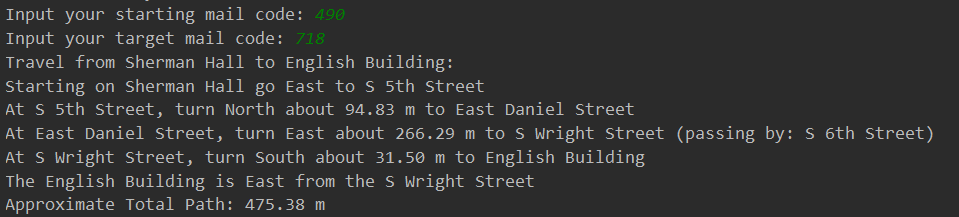 Input your starting mail code: 490
Input your target mail code: 718
Travel from Sherman Hall to English Building:
Starting on Sherman Hall go East to S 5th Street
At S 5th Street, turn North about 94.83 m to East Daniel Street
At East Daniel Street, turn East about 266.29 m to S Wright Street (passing by: S 6th Street)
At S Wright Street, turn South about 31.50 m to English Building
The English Building is East from the S Wright Street
Approximate Total Path: 475.38 m